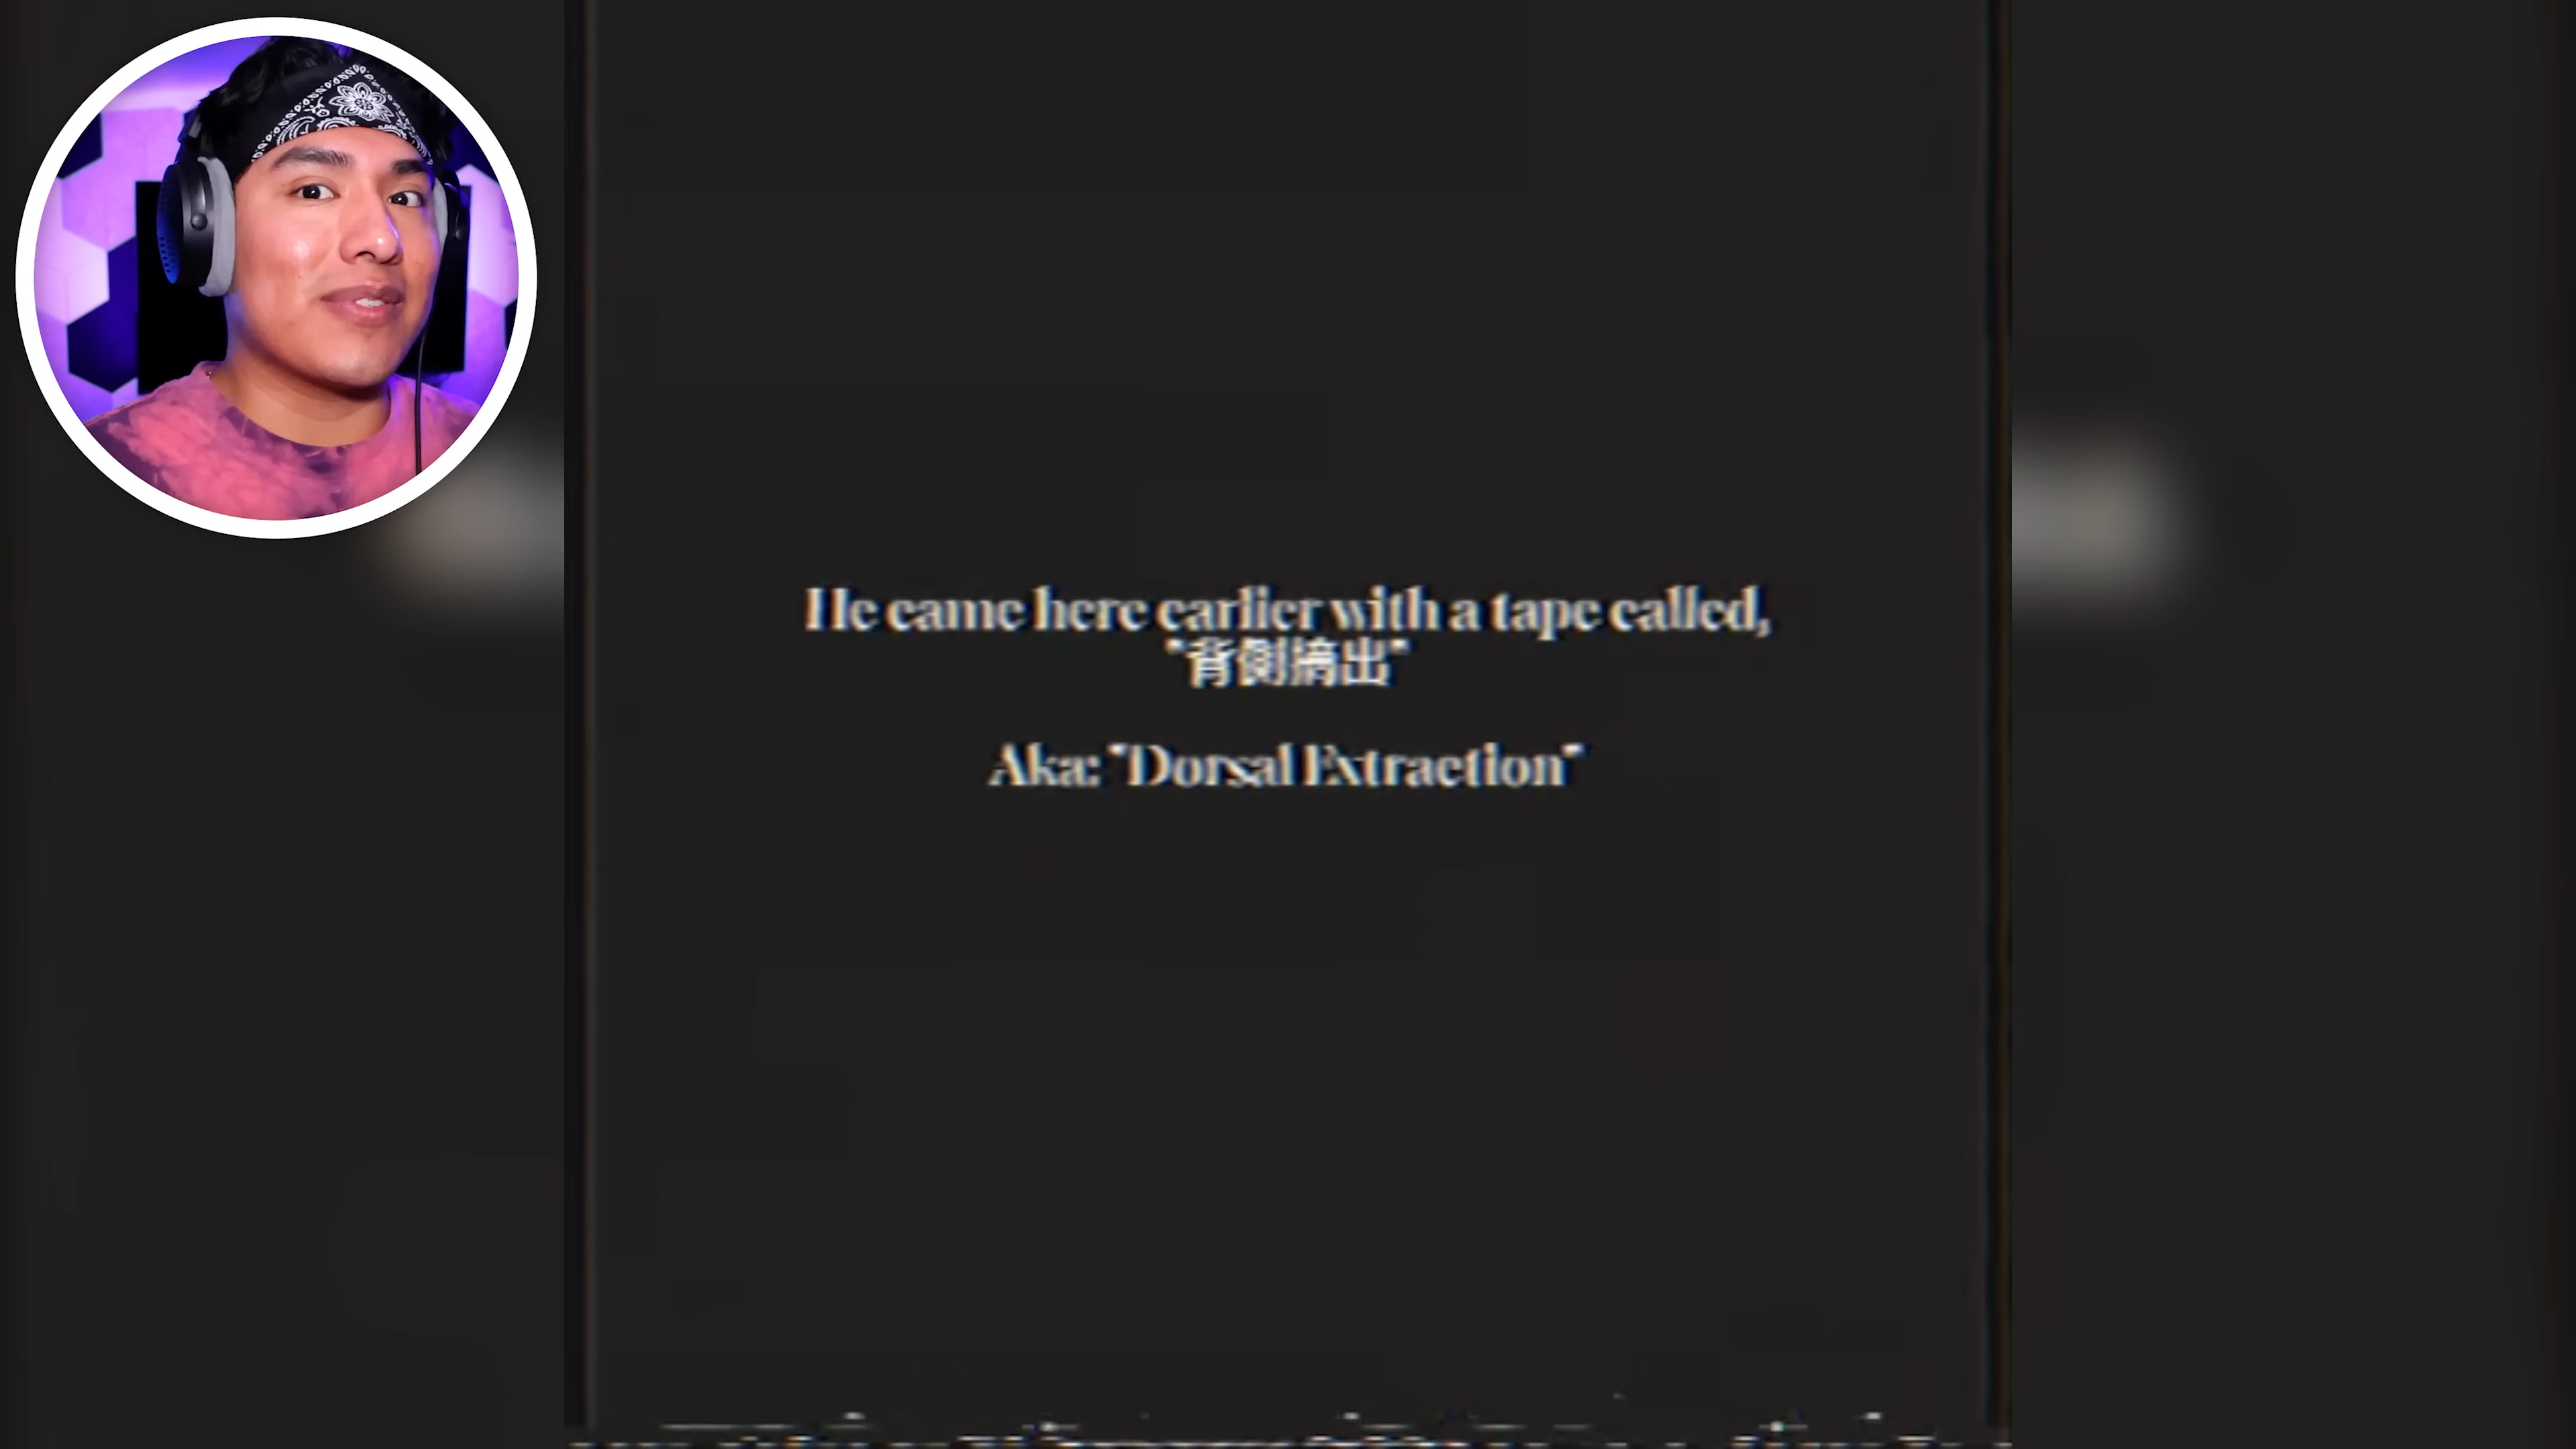 He came here earlier with a tape called,
"背側摘出"
Aka: "Dorsal Extraction"